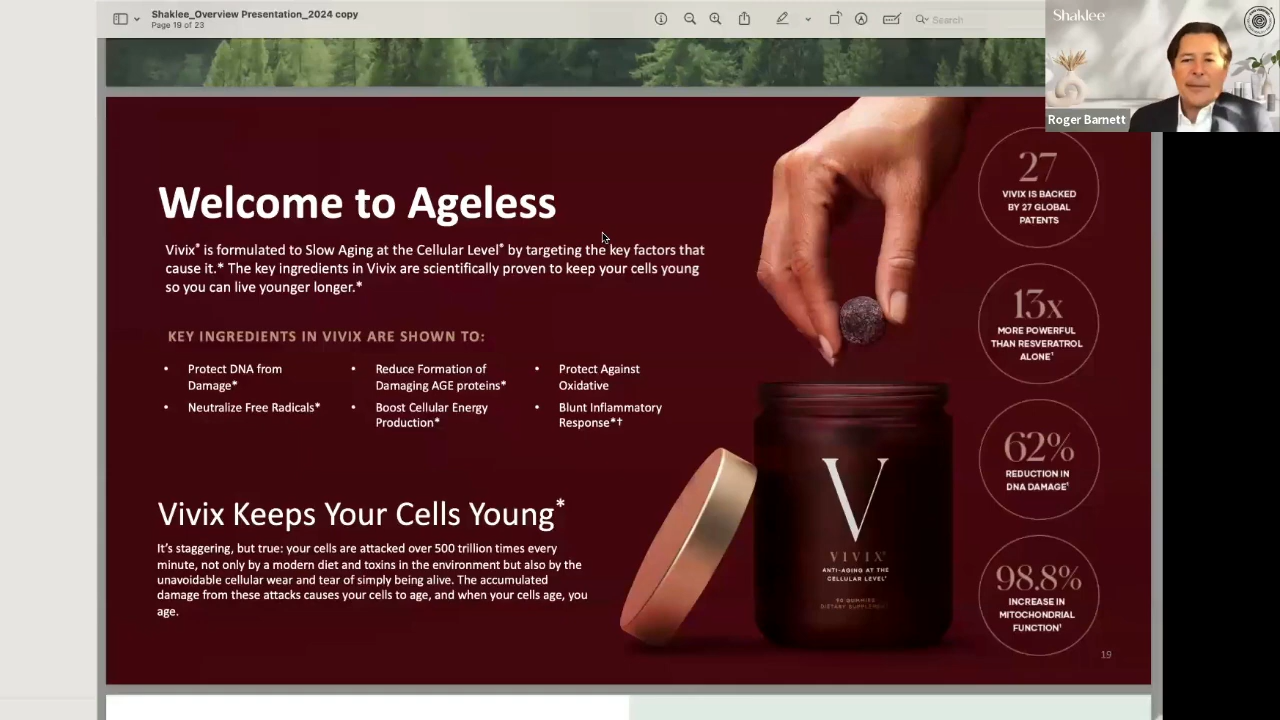 Shaklee_Overview Presentation_2024 copy
Page 19 of 23
Search
Shaklee
Roger Barnett
Welcome to Ageless
Vivix® is formulated to Slow Aging at the Cellular Level® by targeting the key factors that
cause it.* The key ingredients in Vivix are scientifically proven to keep your cells young
so you can live younger longer.*
KEY INGREDIENTS IN VIVIX ARE SHOWN TO:
• Protect DNA from
Damage*
• Neutralize Free Radicals*
• Reduce Formation of
Damaging AGE proteins*
• Boost Cellular Energy
Production*
• Protect Against
Oxidative
• Blunt Inflammatory
Response*†
Vivix Keeps Your Cells Young*
It's staggering, but true: your cells are attacked over 500 trillion times every
minute, not only by a modern diet and toxins in the environment but also by the
unavoidable cellular wear and tear of simply being alive. The accumulated
damage from these attacks causes your cells to age, and when your cells age, you
age.
V
VIVIX®
ANTI-AGING AT THE
CELLULAR LEVEL*
DIETARY SUPPLEMENT
27
VIVIX IS BACKED
BY 27 GLOBAL
PATENTS
13x
MORE POWERFUL
THAN RESVERATROL
ALONE¹
62%
REDUCTION IN
DNA DAMAGE¹
98.8%
INCREASE IN
MITOCHONDRIAL
FUNCTION¹
19